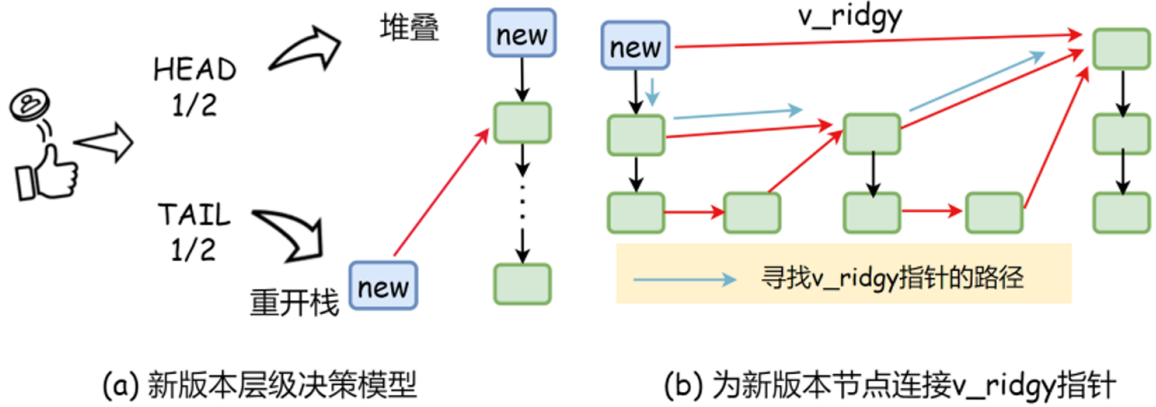 堆叠
new
HEAD
1/2
TAIL
1/2
重开栈
new
(a) 新版本层级决策模型
v_ridgy
new
寻找v_ridgy指针的路径
(b) 为新版本节点连接v_ridgy指针